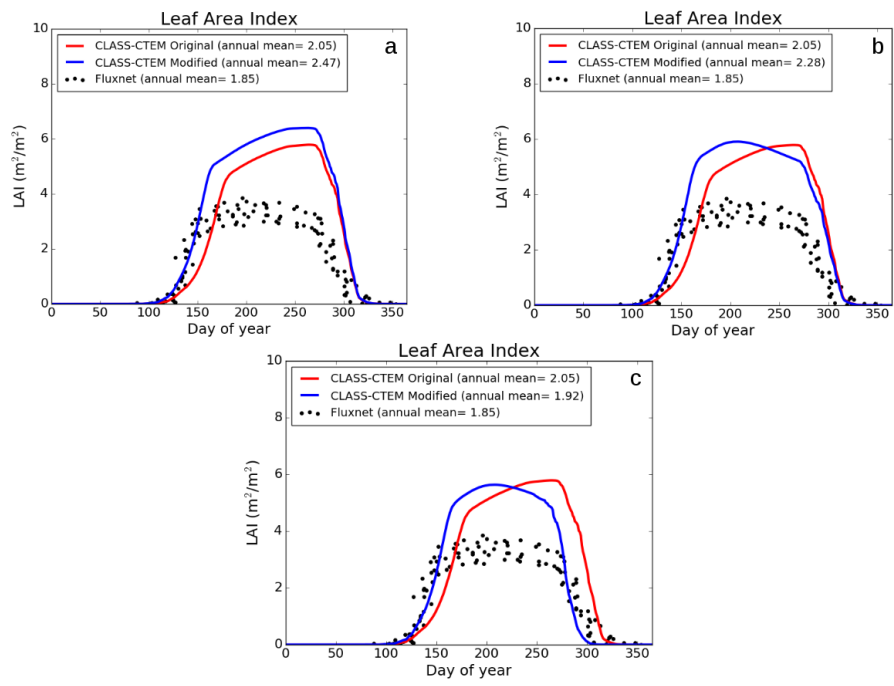 Leaf Area Index
a
CLASS-CTEM Original (annual mean= 2.05)
CLASS-CTEM Modified (annual mean= 2.47)
Fluxnet (annual mean= 1.85)
10
8
6
4
2
0
LAI (m²/m²)
0 50 100 150 200 250 300 350
Day of year
Leaf Area Index
b
CLASS-CTEM Original (annual mean= 2.05)
CLASS-CTEM Modified (annual mean= 2.28)
Fluxnet (annual mean= 1.85)
10
8
6
4
2
0
LAI (m²/m²)
0 50 100 150 200 250 300 350
Day of year
Leaf Area Index
c
CLASS-CTEM Original (annual mean= 2.05)
CLASS-CTEM Modified (annual mean= 1.92)
Fluxnet (annual mean= 1.85)
10
8
6
4
2
0
LAI (m²/m²)
0 50 100 150 200 250 300 350
Day of year